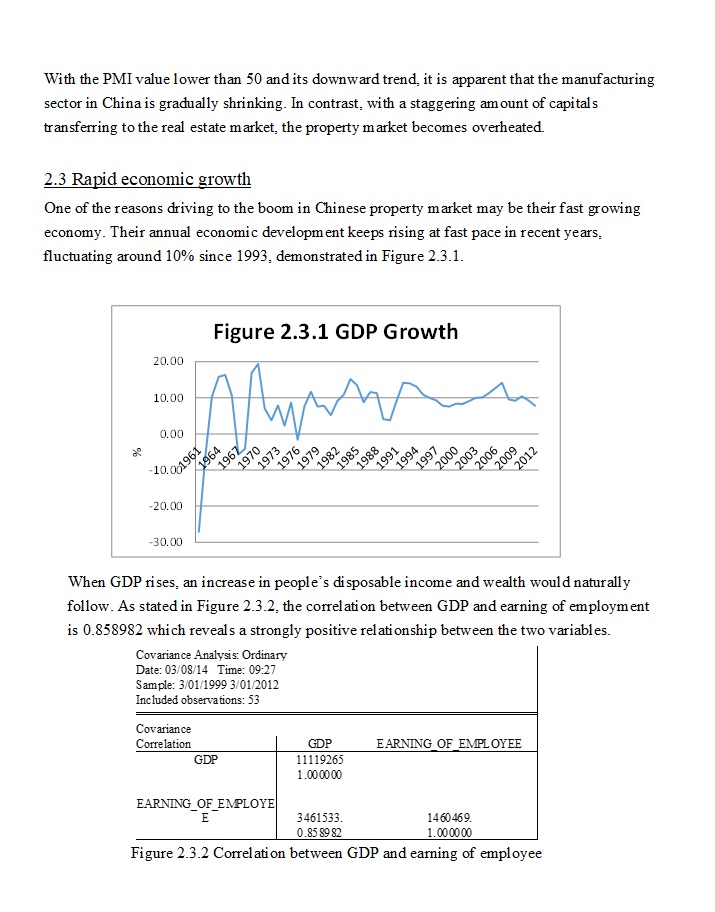 With the PMI value lower than 50 and its downward trend, it is apparent that the manufacturing
sector in China is gradually shrinking. In contrast, with a staggering amount of capitals
transferring to the real estate market, the property market becomes overheated.
2.3 Rapid economic growth
One of the reasons driving to the boom in Chinese property market may be their fast growing
economy. Their annual economic development keeps rising at fast pace in recent years,
fluctuating around 10% since 1993, demonstrated in Figure 2.3.1.
Figure 2.3.1 GDP Growth
20.00
10.00
0.00
-10.00
-20.00
-30.00
%
1961 1964 1967 1970 1973 1976 1979 1982 1985 1988 1991 1994 1997 2000 2003 2006 2009 2012
When GDP rises, an increase in people's disposable income and wealth would naturally
follow. As stated in Figure 2.3.2, the correlation between GDP and earning of employment
is 0.858982 which reveals a strongly positive relationship between the two variables.
Covariance Analysis: Ordinary
Date: 03/08/14 Time: 09:27
Sample: 3/01/1999 3/01/2012
Included observations: 53
Covariance
Correlation GDP EARNING_OF_EMPLOYEE
GDP 11119265
1.000000
EARNING_OF_EMPLOYE
E 3461533. 1460469.
0.858982 1.000000
Figure 2.3.2 Correlation between GDP and earning of employee